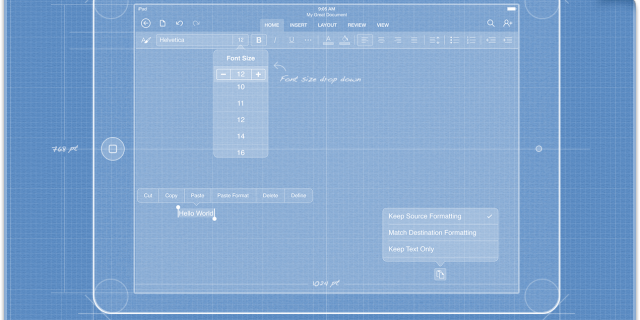 iPad 9:00 AM
My Great Document
HOME INSERT LAYOUT REVIEW VIEW
Helvetica 12 B I U
Font Size
Font size drop down
12
10
11
12
14
16
768 pt
Cut Copy Paste Paste Format Delete Define
Hello World
Keep Source Formatting
Match Destination Formatting
Keep Text Only
1024 pt